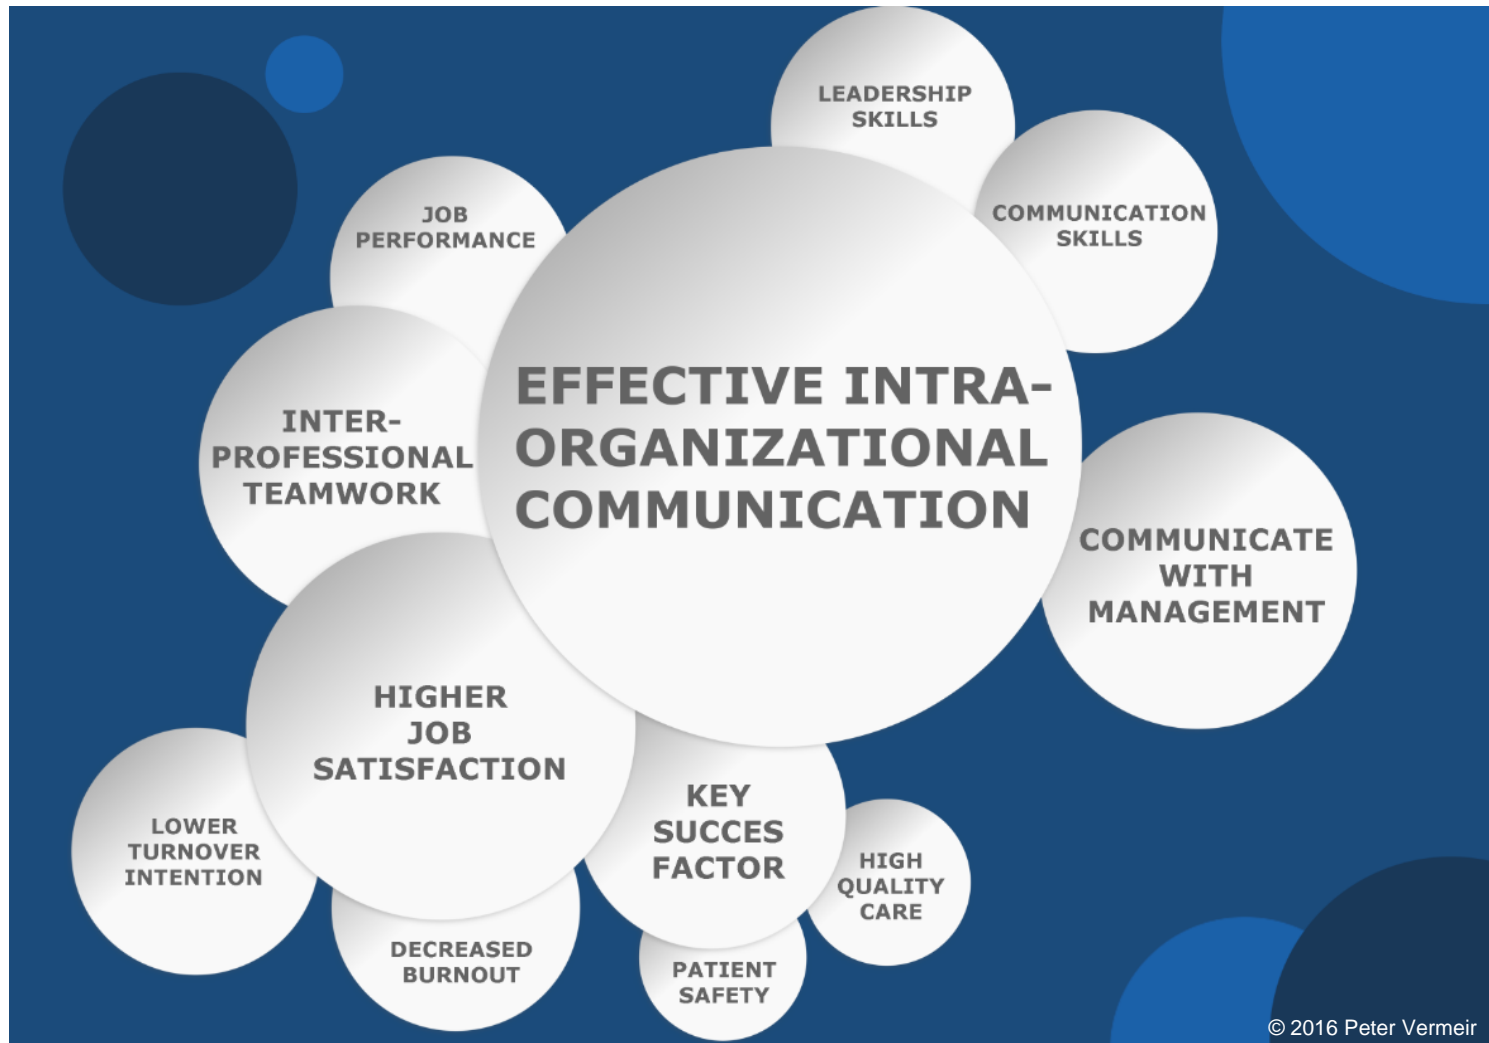 LEADERSHIP
SKILLS
COMMUNICATION
SKILLS
JOB
PERFORMANCE
EFFECTIVE INTRA-
ORGANIZATIONAL
COMMUNICATION
INTER-
PROFESSIONAL
TEAMWORK
COMMUNICATE
WITH
MANAGEMENT
HIGHER
JOB
SATISFACTION
KEY
SUCCES
FACTOR
LOWER
TURNOVER
INTENTION
HIGH
QUALITY
CARE
DECREASED
BURNOUT
PATIENT
SAFETY
© 2016 Peter Vermeir